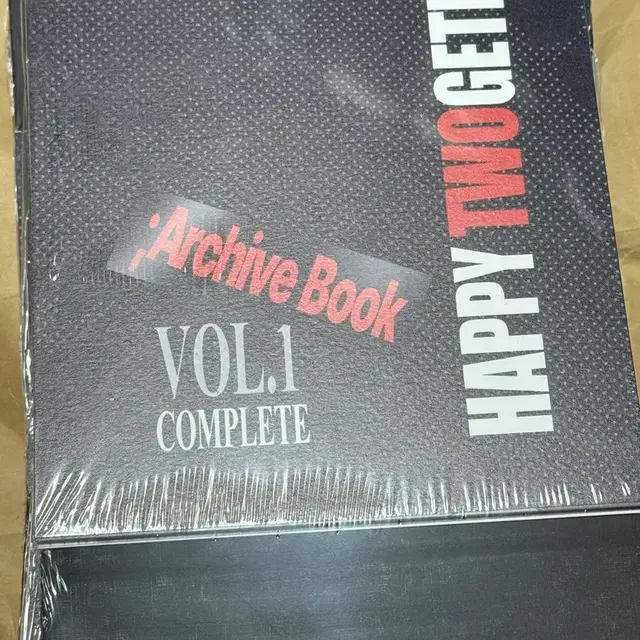 ;Archive Book
VOL.1
COMPLETE
HAPPY TWOGET